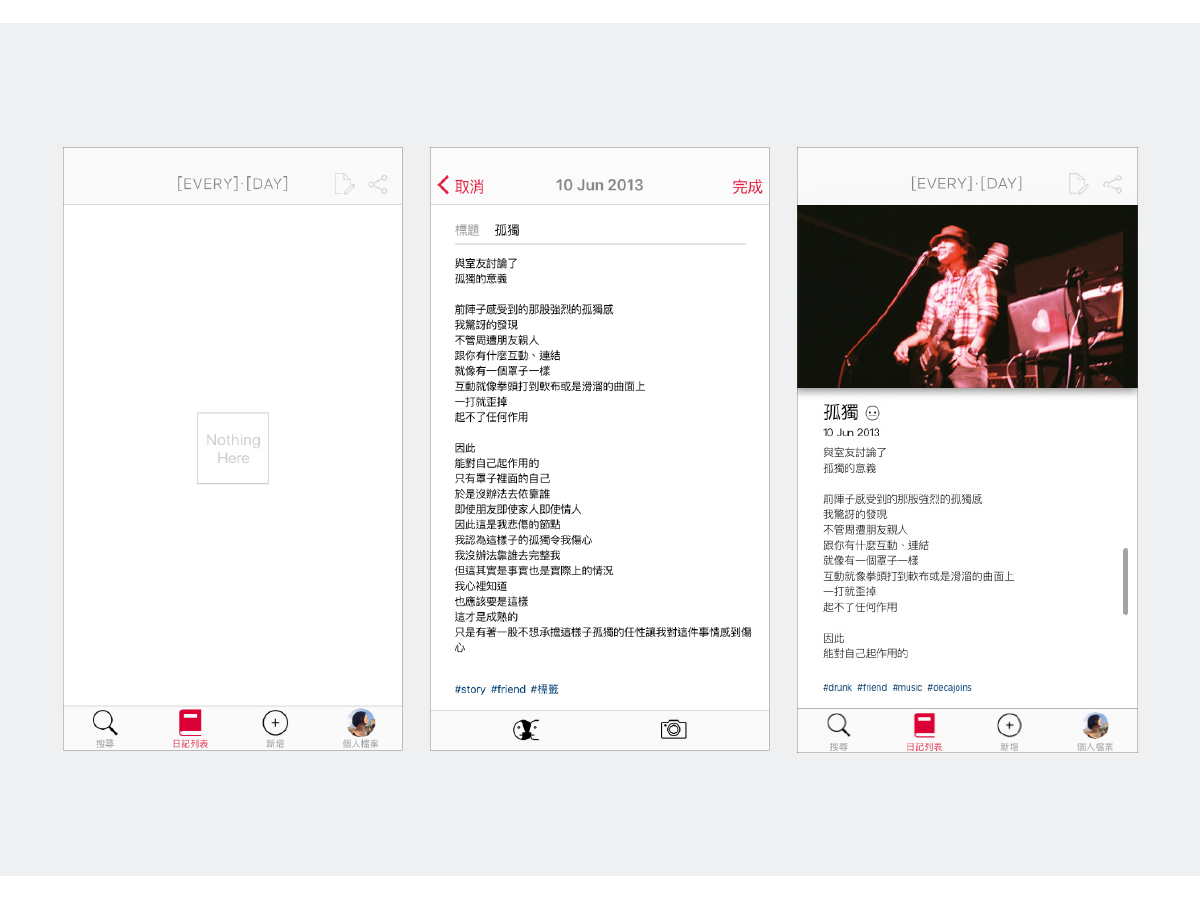 [EVERY]·[DAY]
Nothing
Here
搜尋
日記列表
新增
個人檔案
取消
10 Jun 2013
完成
標題 孤獨
與室友討論了
孤獨的意義
前陣子感受到的那股強烈的孤獨感
我驚訝的發現
不管周遭朋友親人
跟你有什麼互動、連結
就像有一個罩子一樣
互動就像拳頭打到軟布或是滑溜的曲面上
一打就歪掉
起不了任何作用
因此
能對自己起作用的
只有罩子裡面的自己
於是沒辦法去依靠誰
即使朋友即使家人即使情人
因此這是我悲傷的節點
我認為這樣子的孤獨令我傷心
我沒辦法靠誰去完整我
但這其實是事實也是實際上的情況
我心裡知道
也應該要是這樣
這才是成熟的
只是有著一股不想承擔這樣子孤獨的任性讓我對這件事情感到傷
心
#story #friend #標籤
[EVERY]·[DAY]
孤獨
10 Jun 2013
與室友討論了
孤獨的意義
前陣子感受到的那股強烈的孤獨感
我驚訝的發現
不管周遭朋友親人
跟你有什麼互動、連結
就像有一個罩子一樣
互動就像拳頭打到軟布或是滑溜的曲面上
一打就歪掉
起不了任何作用
因此
能對自己起作用的
#drunk #friend #music #decajoins
搜尋
日記列表
新增
個人檔案